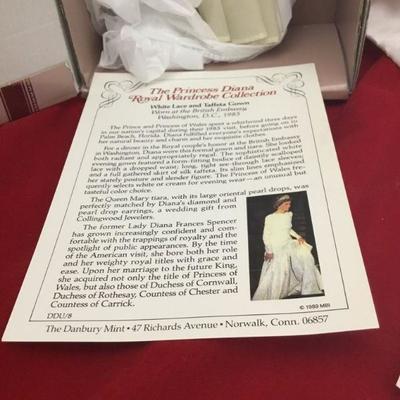 The Princess Diana
Royal Wardrobe Collection
White Lace and Taffeta Gown
Worn at the British Embassy,
Washington, D.C., 1985
The Prince and Princess of Wales spent a whirlwind three days
in our nation's capital during their 1985 visit, before going on to
Palm Beach, Florida. Diana fulfilled everyone's expectations with
her natural beauty and charm and her exquisite wardrobe.
For a dinner in the Royal couple's honor at the British Embassy
in Washington, Diana wore this formal gown and tiara. She looked
both radiant and appropriately regal. The sophisticated white
evening gown featured a form-fitting bodice of daintily scalloped
lace with a dropped waist; long, tight see-through lace sleeves;
and a full gathered skirt of silk taffeta. Its slim lines emphasized
her stately posture and slender figure. The Princess of Wales fre-
quently selects white or cream for evening wear—an unusual but
tasteful color choice.
The Queen Mary tiara, with its large oriental pearl drops, was
perfectly matched by Diana's diamond and
pearl drop earrings, a wedding gift from
Collingwood Jewelers.
The former Lady Diana Frances Spencer
has grown increasingly confident and com-
fortable with the trappings of royalty and the
spotlight of public appearances. By the time
of the American visit, she bore both her role
and her weighty royal titles with grace and
ease. Upon her marriage to the future King,
she acquired not only the title of Princess of
Wales, but also those of Duchess of Cornwall,
Duchess of Rothesay, Countess of Chester and
Countess of Carrick.
© 1989 MBI
DDU/8
The Danbury Mint • 47 Richards Avenue • Norwalk, Conn. 06857